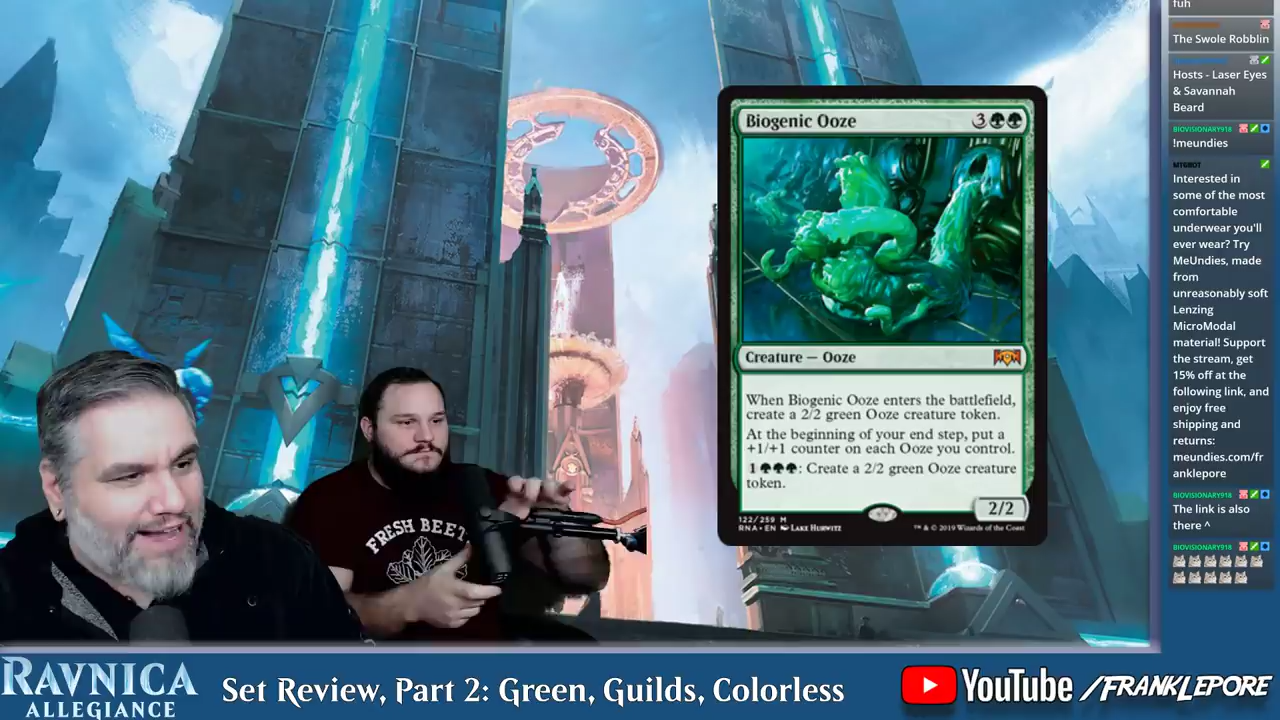 Biogenic Ooze 3
Creature — Ooze
When Biogenic Ooze enters the battlefield,
create a 2/2 green Ooze creature token.
At the beginning of your end step, put a
+1/+1 counter on each Ooze you control.
1 : Create a 2/2 green Ooze creature
token.
2/2
122/259 M
RNA • EN Lake Hurwitz
™ & © 2019 Wizards of the Coast
FRESH BEET
fuh
The Swole Robblin
Hosts - Laser Eyes
& Savannah
Beard
BIOVISIONARY918
!meundies
MTGBOT
Interested in
some of the most
comfortable
underwear you'll
ever wear? Try
MeUndies, made
from
unreasonably soft
Lenzing
MicroModal
material! Support
the stream, get
15% off at the
following link, and
enjoy free
shipping and
returns:
meundies.com/fr
anklepore
BIOVISIONARY918
The link is also
there ^
BIOVISIONARY918
RAVNICA
ALLEGIANCE
Set Review, Part 2: Green, Guilds, Colorless
YouTube /FRANKLEPORE